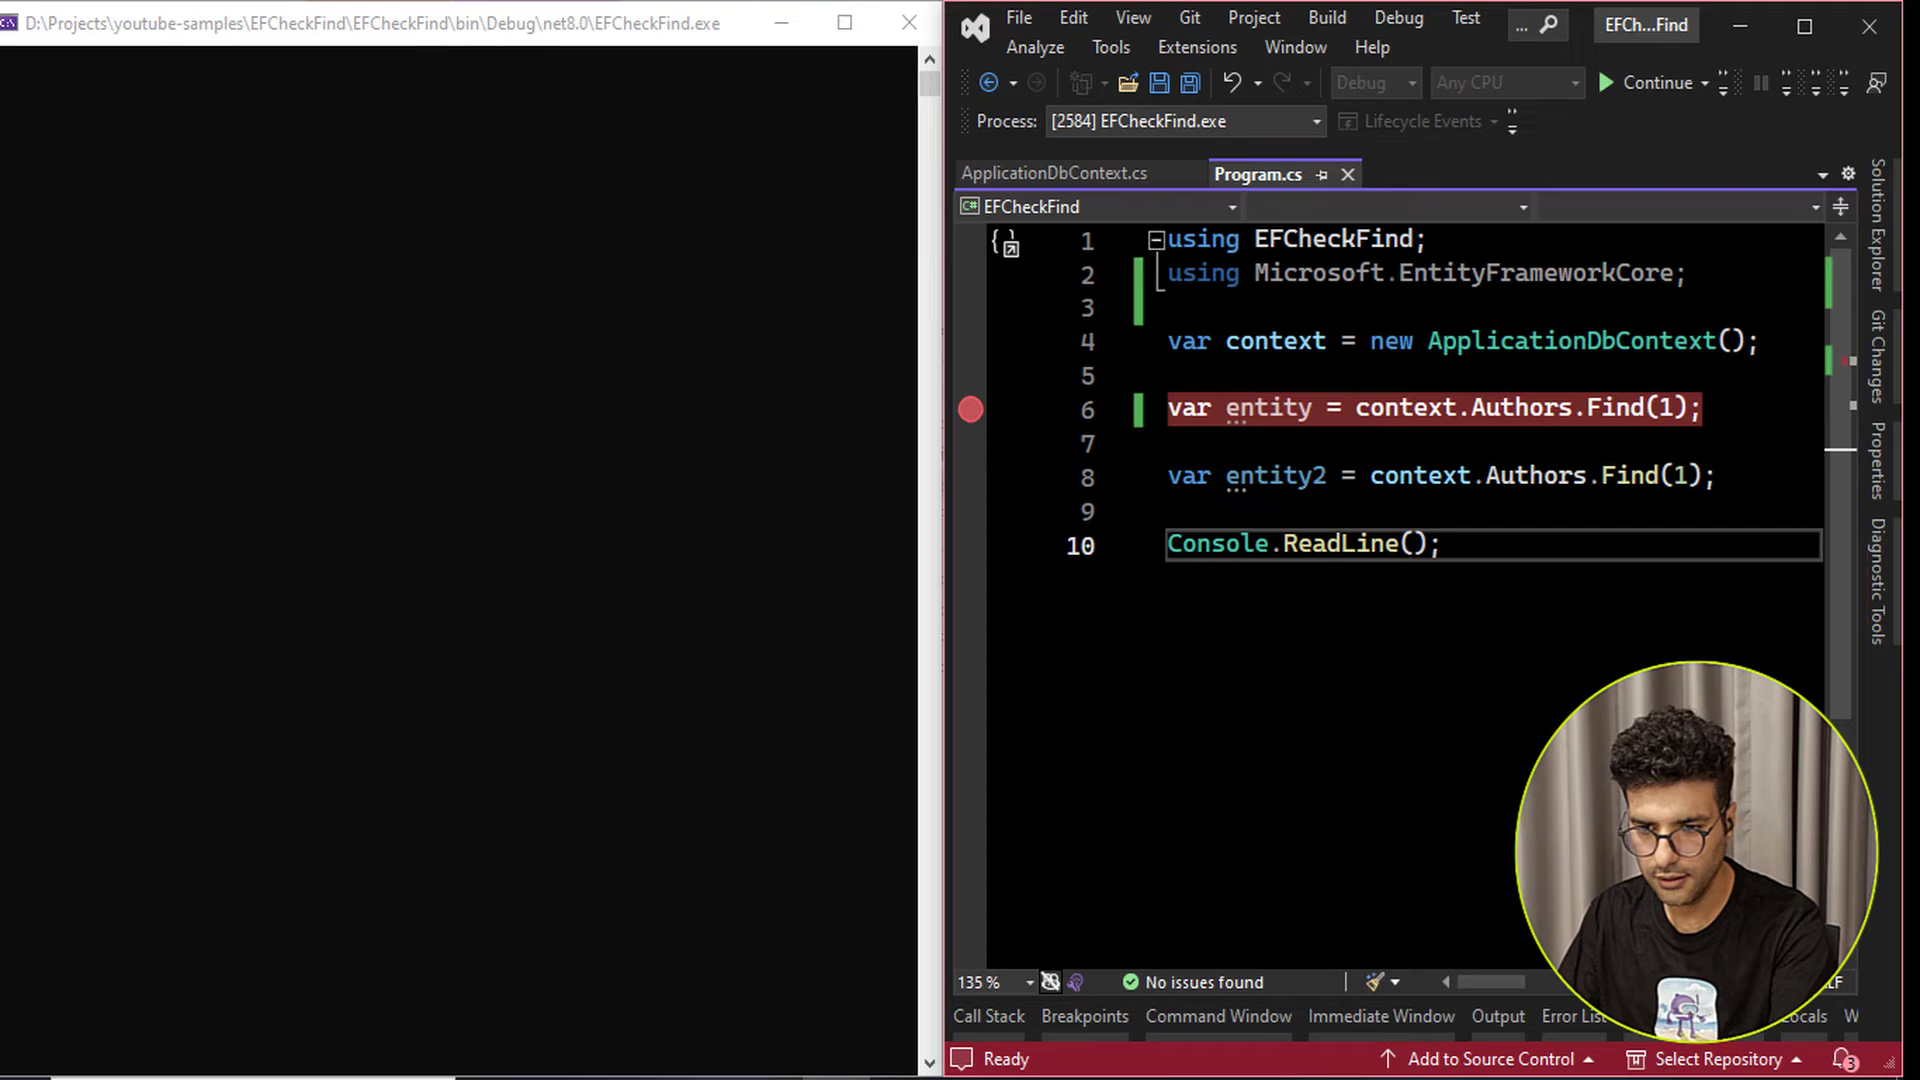 D:\Projects\youtube-samples\EFCheckFind\EFCheckFind\bin\Debug\net8.0\EFCheckFind.exe
File Edit View Git Project Build Debug Test
... EFCh...Find
Analyze Tools Extensions Window Help
Debug Any CPU Continue
Process: [2584] EFCheckFind.exe Lifecycle Events
ApplicationDbContext.cs Program.cs
C# EFCheckFind
1 using EFCheckFind;
2 using Microsoft.EntityFrameworkCore;
3
4 var context = new ApplicationDbContext();
5
6 var entity = context.Authors.Find(1);
7
8 var entity2 = context.Authors.Find(1);
9
10 Console.ReadLine();
Solution Explorer
Git Changes
Properties
Diagnostic Tools
135 % No issues found
Call Stack Breakpoints Command Window Immediate Window Output Error Lis
Ready Add to Source Control Select Repository 3